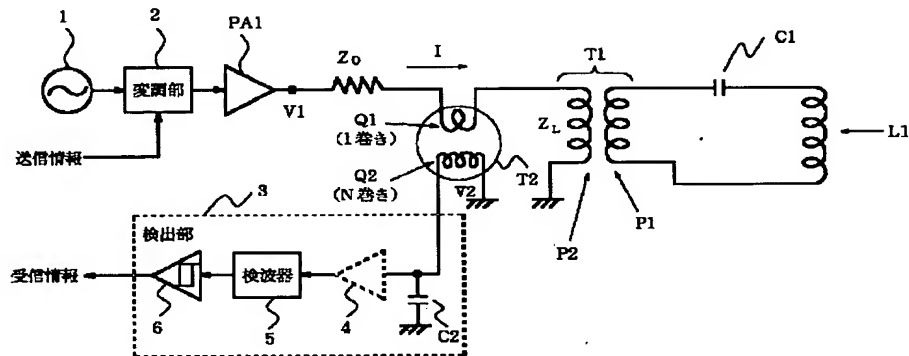 1
2
PA1
Z₀
I
T1
C1
変調部
V1
Q1
(1巻き)
Z_L
L1
送信情報
Q2
(N巻き)
V2
T2
3
P2
P1
検出部
受信情報
検波器
6
5
4
C2